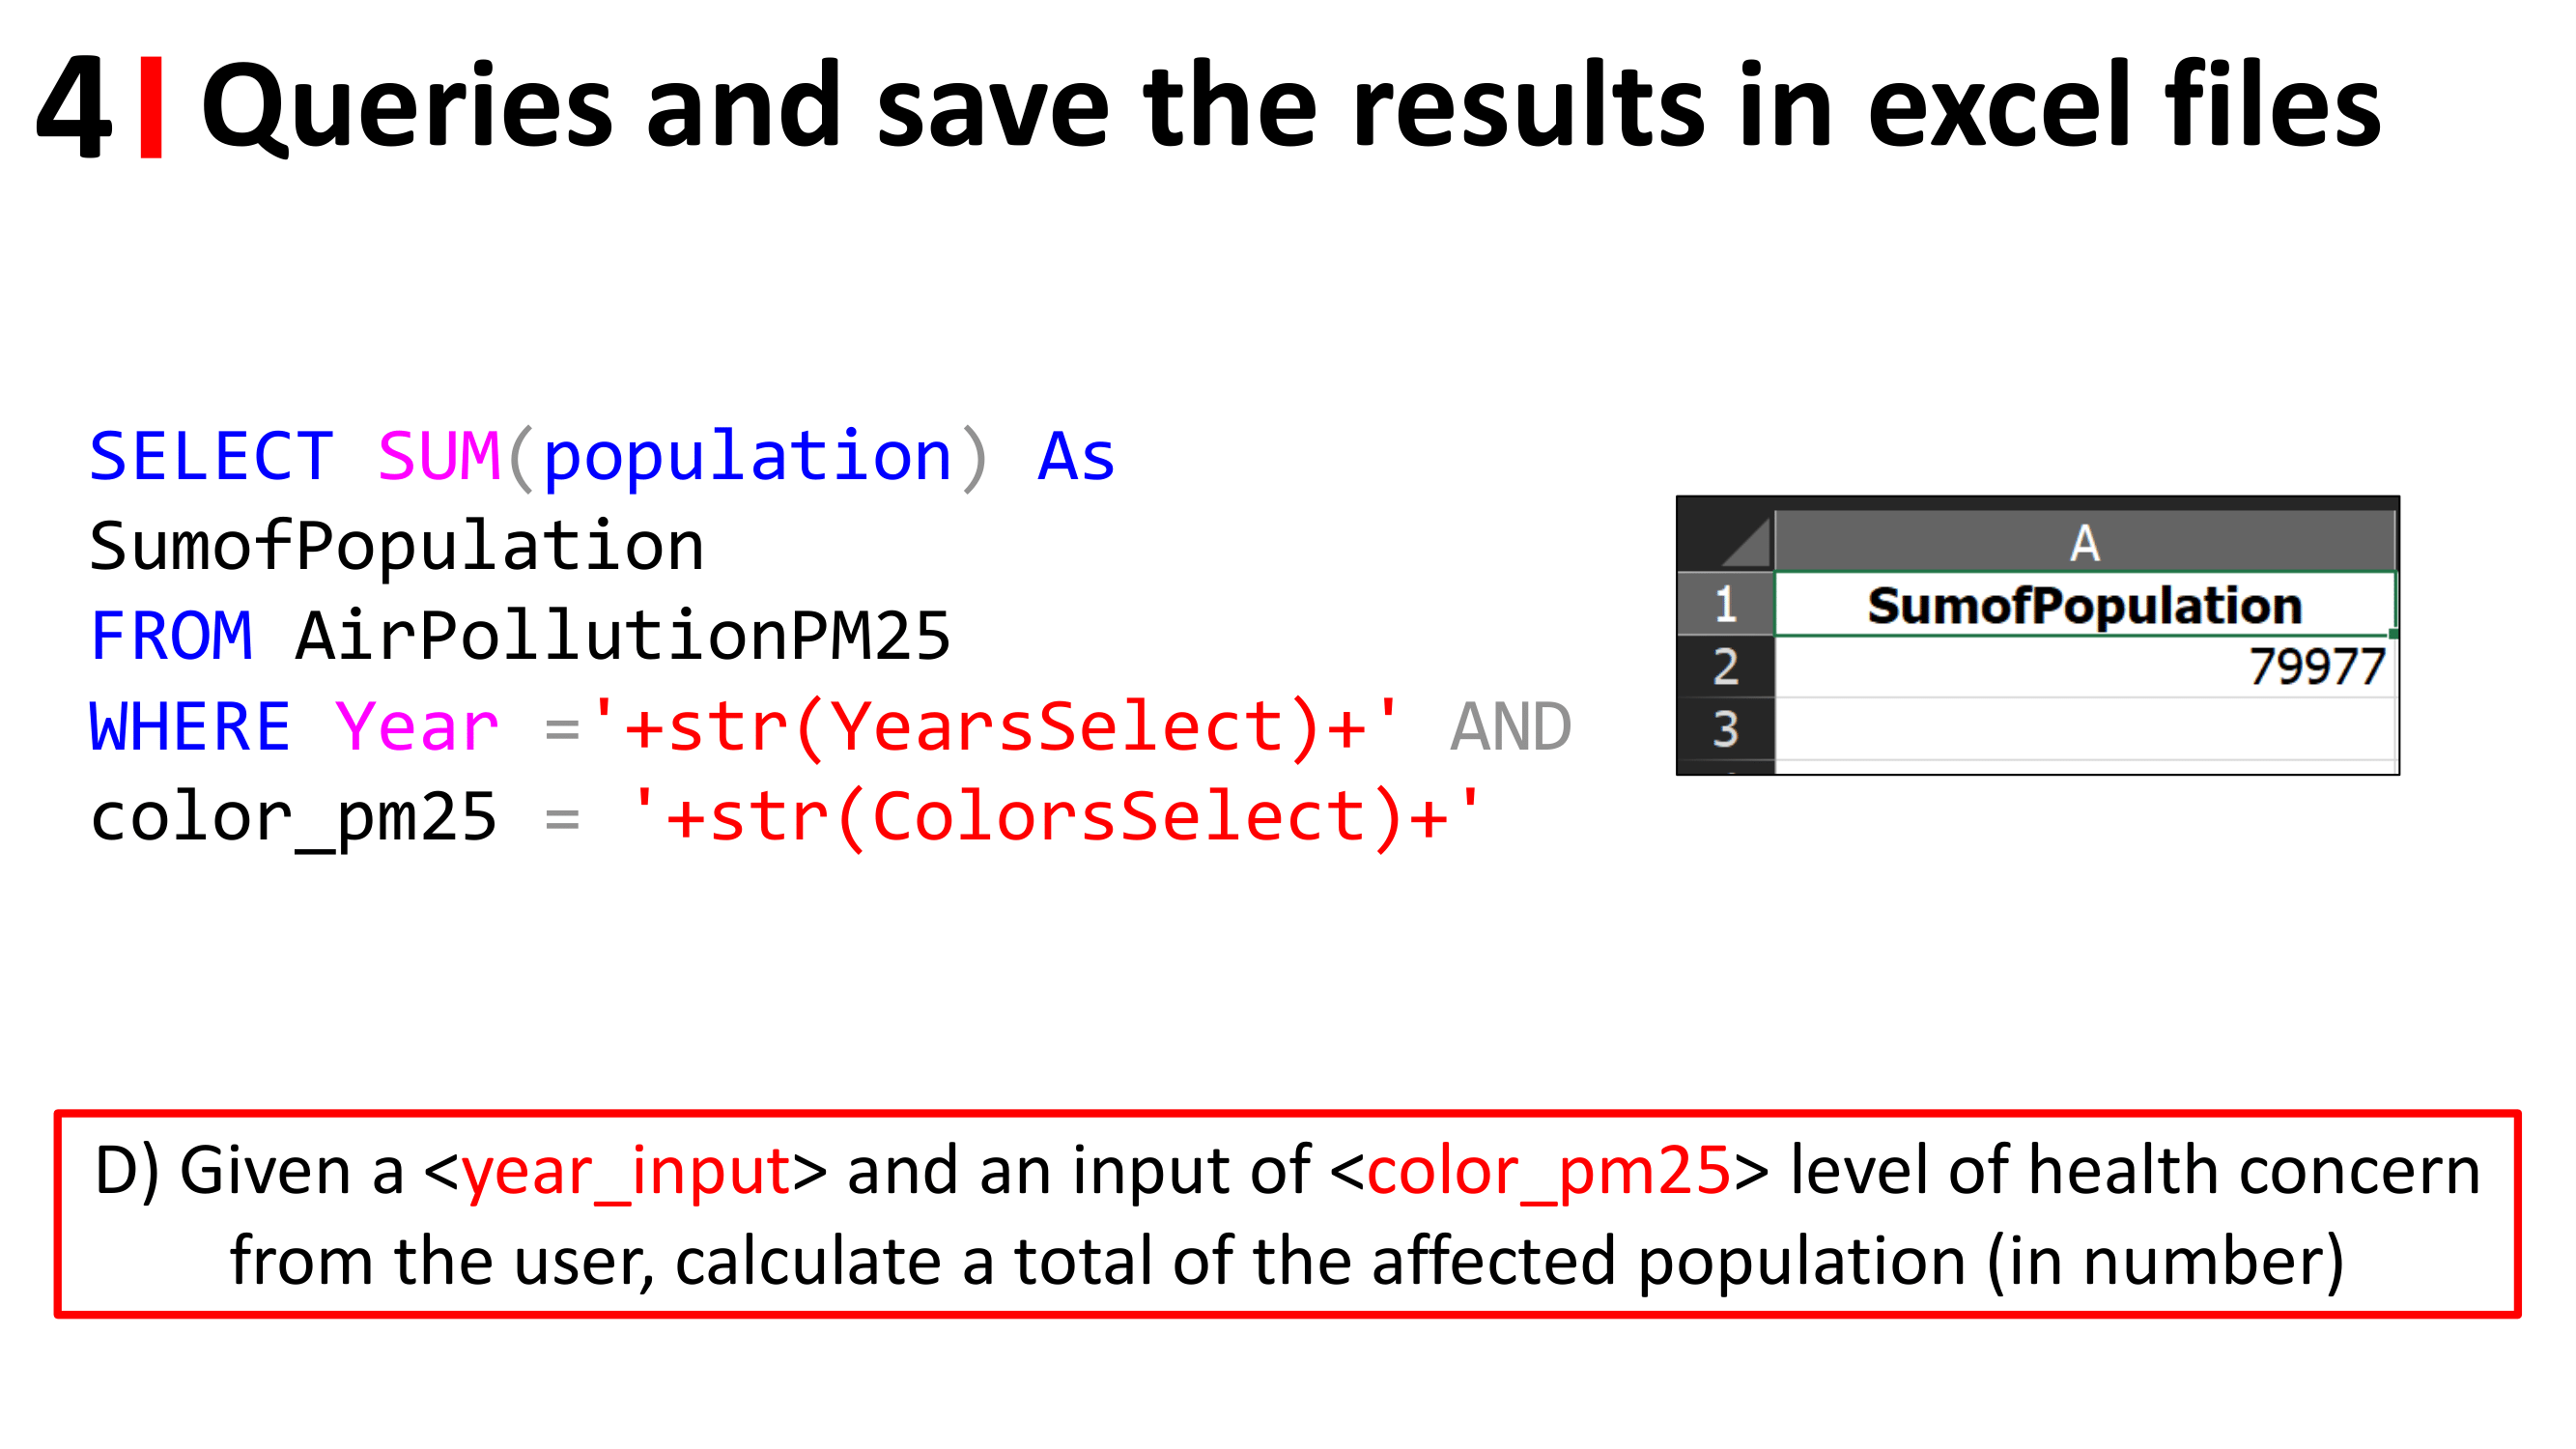 4 Queries and save the results in excel files
SELECT SUM(population) As
SumofPopulation
FROM AirPollutionPM25
WHERE Year ='+str(YearsSelect)+' AND
color_pm25 = '+str(ColorsSelect)+'
A
1 SumofPopulation
2 79977
3
D) Given a <year_input> and an input of <color_pm25> level of health concern
from the user, calculate a total of the affected population (in number)